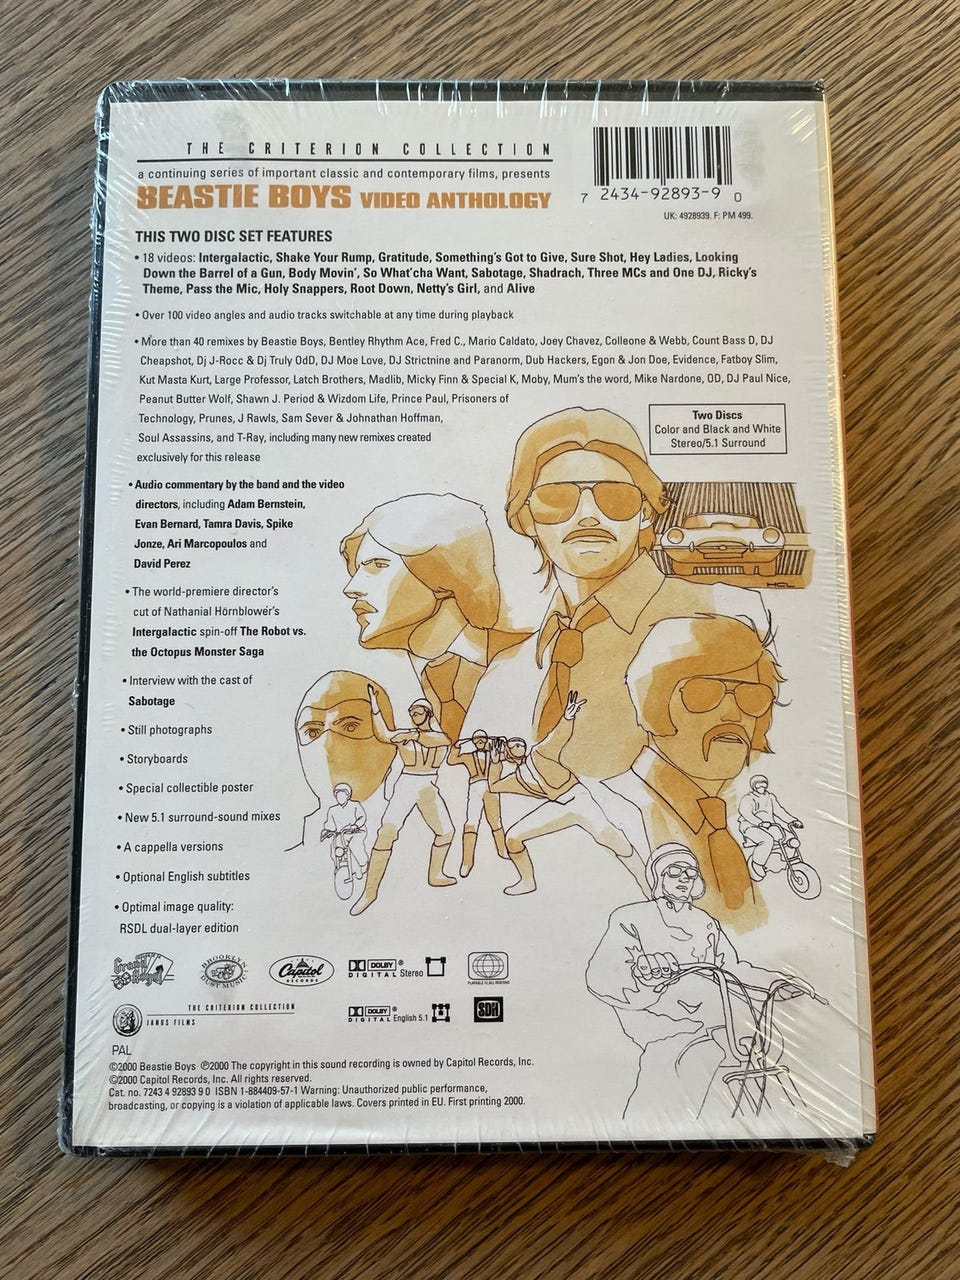 THE CRITERION COLLECTION
a continuing series of important classic and contemporary films, presents
BEASTIE BOYS VIDEO ANTHOLOGY
7 2434-92893-9 0
UK: 4928939. F: PM 499.
THIS TWO DISC SET FEATURES
• 18 videos: Intergalactic, Shake Your Rump, Gratitude, Something's Got to Give, Sure Shot, Hey Ladies, Looking
Down the Barrel of a Gun, Body Movin', So What'cha Want, Sabotage, Shadrach, Three MCs and One DJ, Ricky's
Theme, Pass the Mic, Holy Snappers, Root Down, Netty's Girl, and Alive
• Over 100 video angles and audio tracks switchable at any time during playback
• More than 40 remixes by Beastie Boys, Bentley Rhythm Ace, Fred C., Mario Caldato, Joey Chavez, Colleone & Webb, Count Bass D, DJ
Cheapshot, Dj J-Rocc & Dj Truly OdD, DJ Moe Love, DJ Strictnine and Paranorm, Dub Hackers, Egon & Jon Doe, Evidence, Fatboy Slim,
Kut Masta Kurt, Large Professor, Latch Brothers, Madlib, Micky Finn & Special K, Moby, Mum's the word, Mike Nardone, OD, DJ Paul Nice,
Peanut Butter Wolf, Shawn J. Period & Wizdom Life, Prince Paul, Prisoners of
Technology, Prunes, J Rawls, Sam Sever & Johnathan Hoffman,
Soul Assassins, and T-Ray, including many new remixes created
exclusively for this release
Two Discs
Color and Black and White
Stereo/5.1 Surround
• Audio commentary by the band and the video
directors, including Adam Bernstein,
Evan Bernard, Tamra Davis, Spike
Jonze, Ari Marcopoulos and
David Perez
HCL
• The world-premiere director's
cut of Nathanial Hörnblowér's
Intergalactic spin-off The Robot vs.
the Octopus Monster Saga
• Interview with the cast of
Sabotage
• Still photographs
• Storyboards
• Special collectible poster
• New 5.1 surround-sound mixes
• A cappella versions
• Optional English subtitles
• Optimal image quality:
RSDL dual-layer edition
Grand Royal
BROOKLYN DUST MUSIC
Capitol RECORDS
DOLBY DIGITAL Stereo
PLAYABLE IN ALL REGIONS
JANUS FILMS
THE CRITERION COLLECTION
DOLBY DIGITAL English 5.1
SDH
PAL
©2000 Beastie Boys ℗2000 The copyright in this sound recording is owned by Capitol Records, Inc.
©2000 Capitol Records, Inc. All rights reserved.
Cat. no. 7243 4 92893 9 0 ISBN 1-884409-57-1 Warning: Unauthorized public performance,
broadcasting, or copying is a violation of applicable laws. Covers printed in EU. First printing 2000.